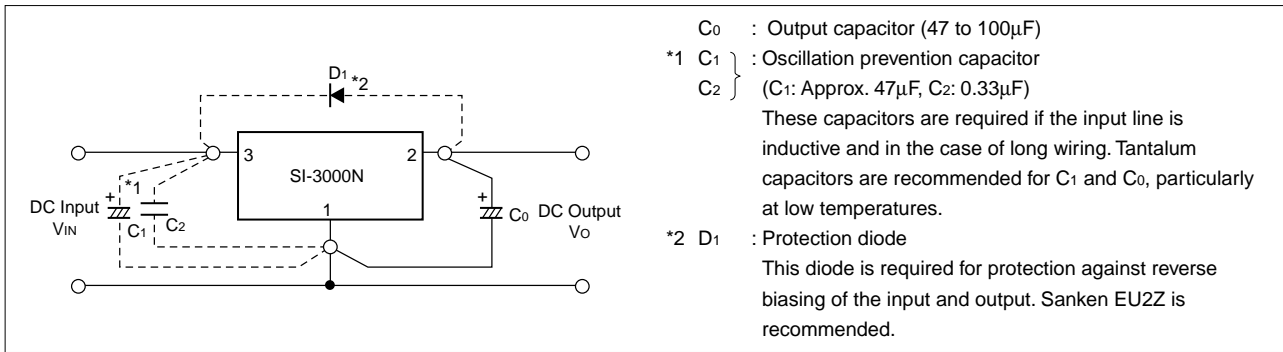 D1 *2
3
2
SI-3000N
1
DC Input
VIN
+
*1
C1
C2
+
C0
DC Output
VO
C0 : Output capacitor (47 to 100μF)
*1 C1 : Oscillation prevention capacitor
C2 (C1: Approx. 47μF, C2: 0.33μF)
These capacitors are required if the input line is
inductive and in the case of long wiring. Tantalum
capacitors are recommended for C1 and C0, particularly
at low temperatures.
*2 D1 : Protection diode
This diode is required for protection against reverse
biasing of the input and output. Sanken EU2Z is
recommended.